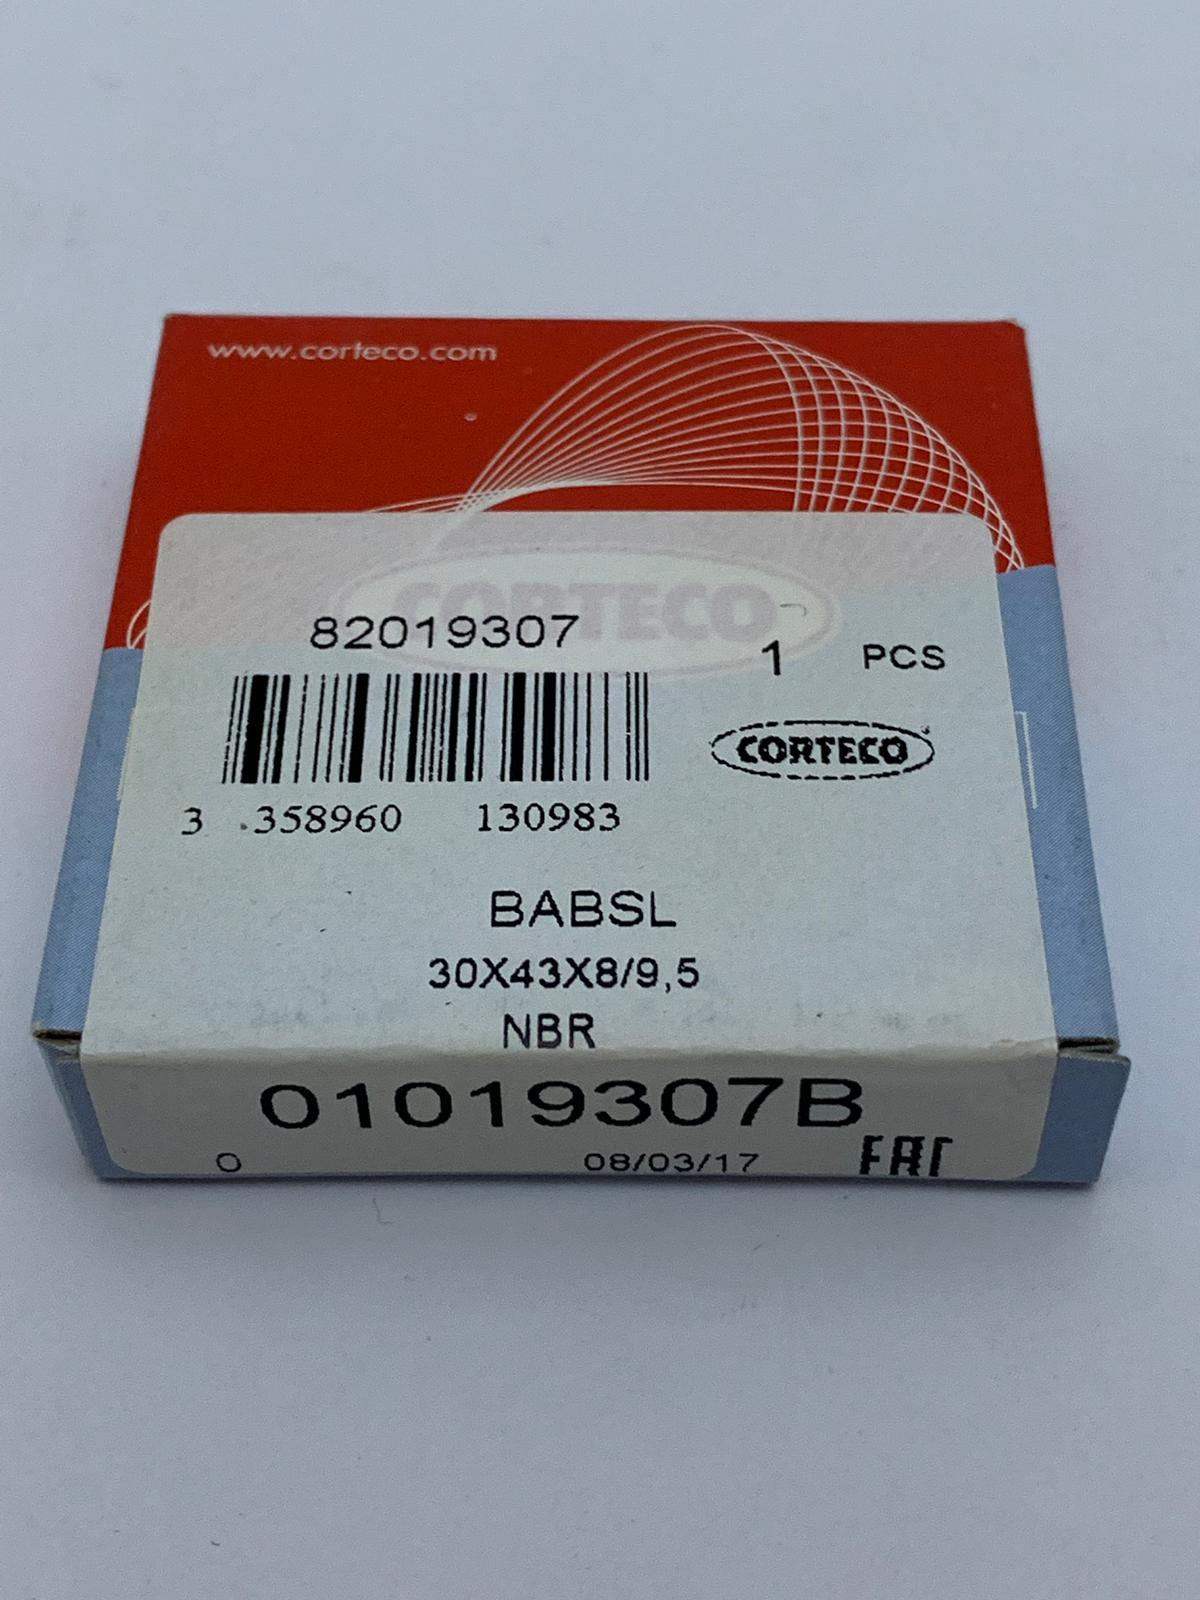 www.corteco.com
CORTECO
82019307
1 PCS
CORTECO
3 358960 130983
BABSL
30X43X8/9,5
NBR
01019307B
0 08/03/17 EAC